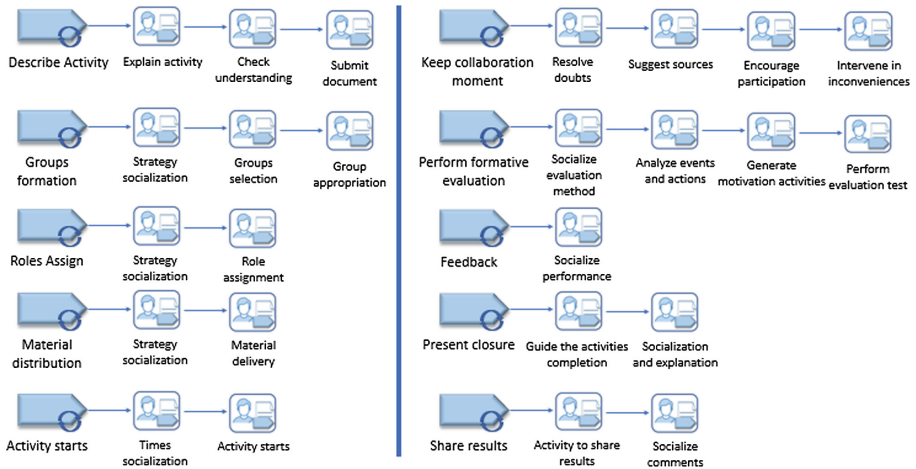 Describe Activity
Explain activity
Check
understanding
Submit
document
Groups
formation
Strategy
socialization
Groups
selection
Group
appropriation
Roles Assign
Strategy
socialization
Role
assignment
Material
distribution
Strategy
socialization
Material
delivery
Activity starts
Times
socialization
Activity starts
Keep collaboration
moment
Resolve
doubts
Suggest sources
Encourage
participation
Intervene in
inconveniences
Perform formative
evaluation
Socialize
evaluation
method
Analyze events
and actions
Generate
motivation activities
Perform
evaluation test
Feedback
Socialize
performance
Present closure
Guide the activities
completion
Socialization
and explanation
Share results
Activity to share
results
Socialize
comments